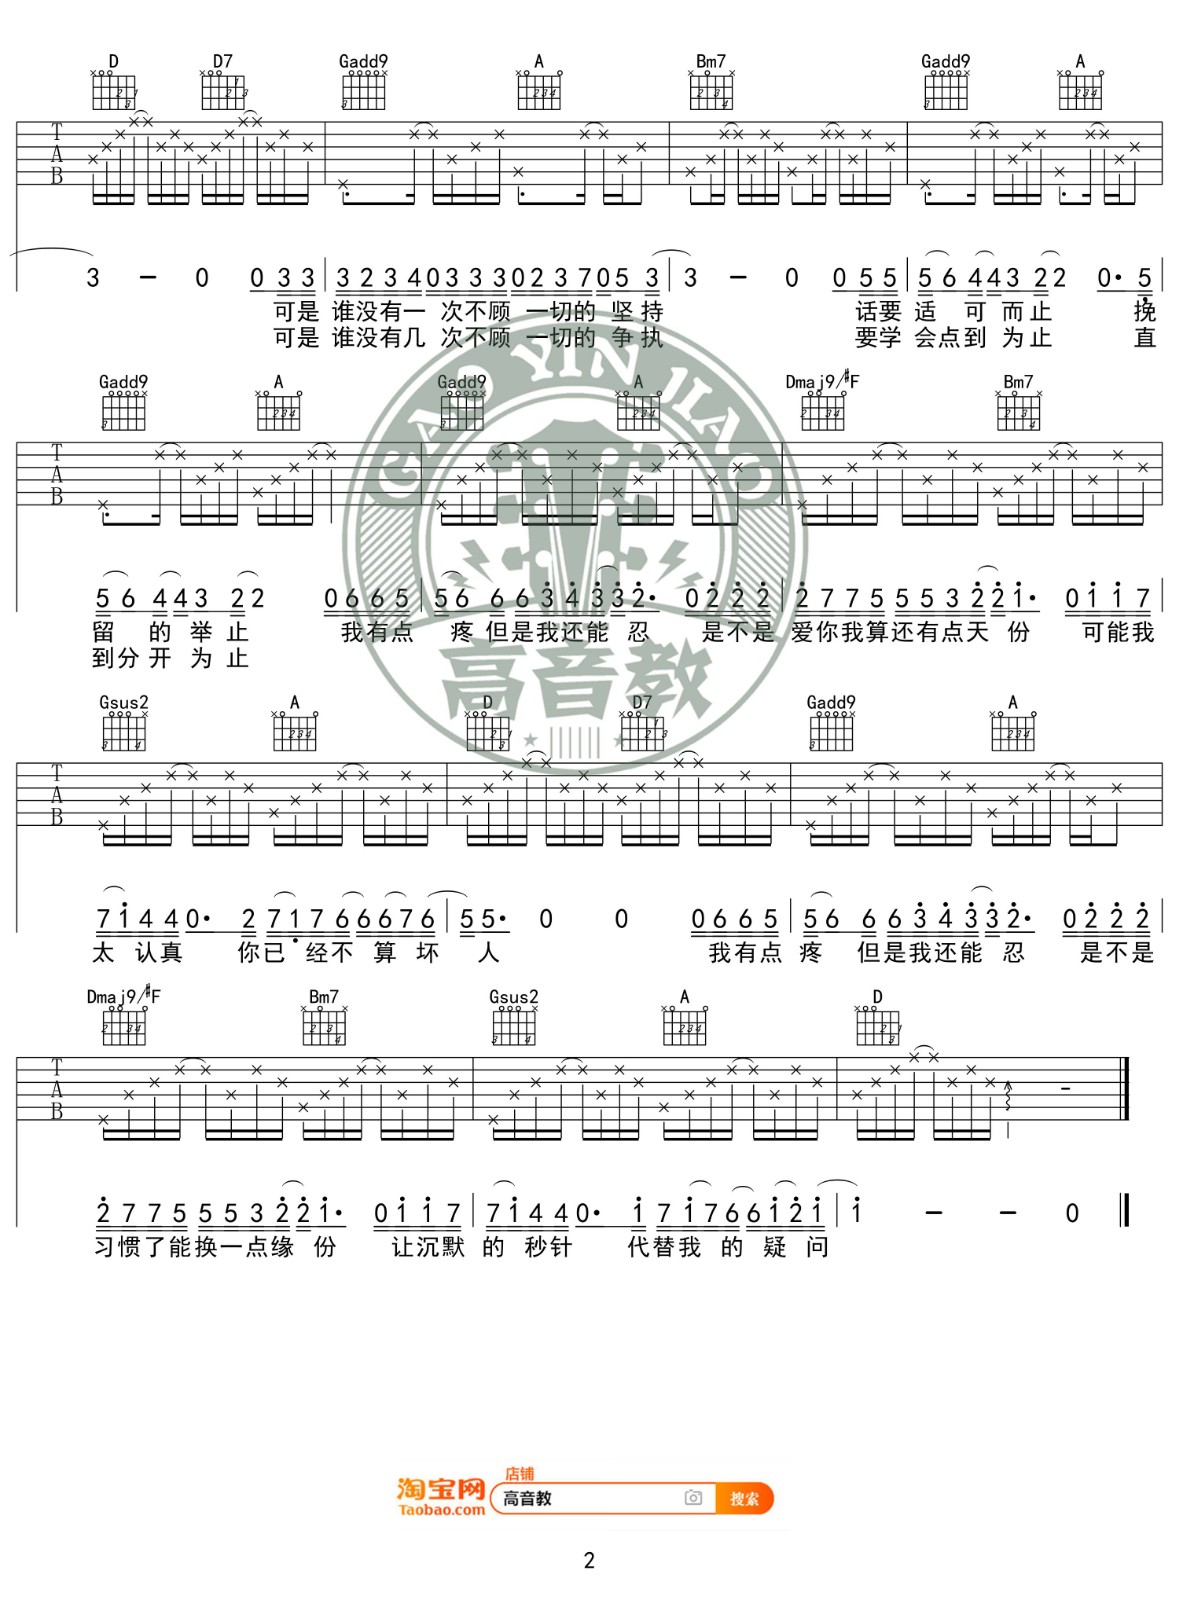 D D7 Gadd9 A Bm7 Gadd9 A
T A B
3 - 0 0 3 3 3 2 3 4 0 3 3 3 0 2 3 7 0 5 3 3 - 0 0 5 5 5 6 4 4 3 2 2 0· 5
可是 谁没有一 次不顾 一切的 坚持 话要 适 可 而止 挽
可是 谁没有几 次不顾 一切的 争执 要学 会点到 为止 直
Gadd9 A Gadd9 A Dmaj9/#F Bm7
T A B
5 6 4 4 3 2 2 0 6 6 5 5 6 6 6 3 4 3 3 2· 0 2 2 2 2 7 7 5 5 5 3 2 2 1· 0 1 1 7
留 的 举 止 我有点 疼 但是我还能 忍 是不是 爱你我算还有点天 份 可能我
到分 开 为 止
GAO YIN JIAO
高音教
Gsus2 A D D7 Gadd9 A
T A B
7 1 4 4 0· 2 7 1 7 6 6 6 7 6 5 5· 0 0 0 6 6 5 5 6 6 6 3 4 3 3 2· 0 2 2 2
太 认真 你已 经不 算 坏 人 我有点 疼 但是我还能 忍 是不是
Dmaj9/#F Bm7 Gsus2 A D
T A B
2 7 7 5 5 5 3 2 2 1· 0 1 1 7 7 1 4 4 0· 1 7 1 7 6 6 1 2 1 1 - - 0
习惯了能换一点缘 份 让沉默 的 秒针 代替我 的 疑 问
店铺
淘宝网 高音教 搜索
Taobao.com
2